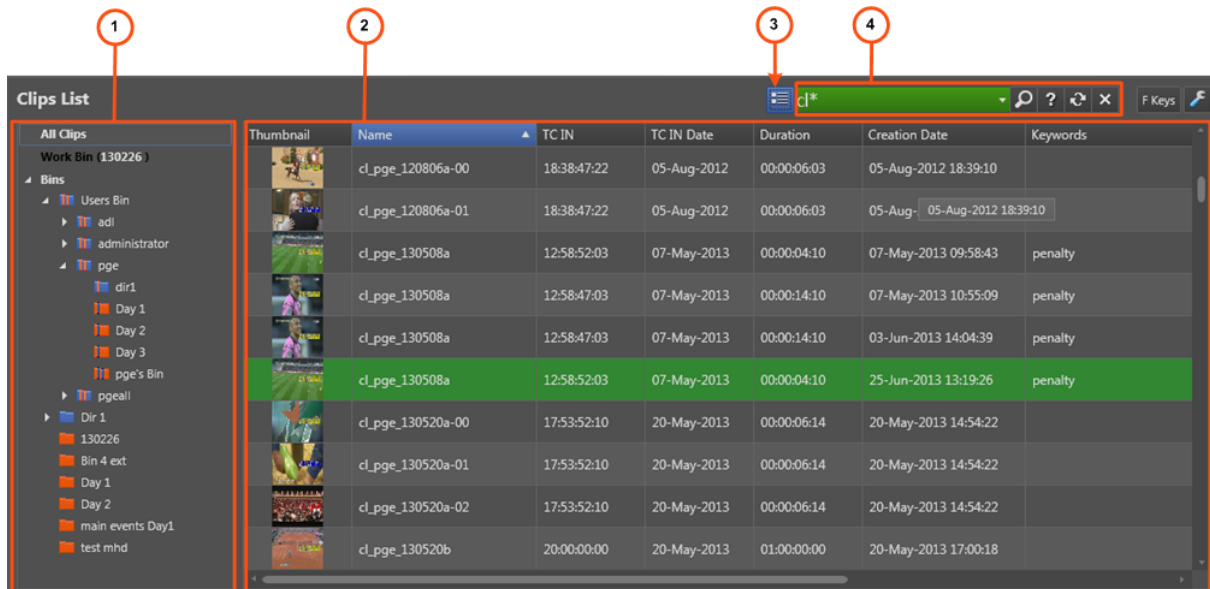 1 2 3 4
Clips List cl* ? F Keys
All Clips
Work Bin (130226 )
Bins
Users Bin
adl
administrator
pge
dir1
Day 1
Day 2
Day 3
pge's Bin
pgeall
Dir 1
130226
Bin 4 ext
Day 1
Day 2
main events Day1
test mhd
Thumbnail Name TC IN TC IN Date Duration Creation Date Keywords
cl_pge_120806a-00 18:38:47:22 05-Aug-2012 00:00:06:03 05-Aug-2012 18:39:10
cl_pge_120806a-01 18:38:47:22 05-Aug-2012 00:00:06:03 05-Aug- 05-Aug-2012 18:39:10
cl_pge_130508a 12:58:52:03 07-May-2013 00:00:04:10 07-May-2013 09:58:43 penalty
cl_pge_130508a 12:58:47:03 07-May-2013 00:00:14:10 07-May-2013 10:55:09 penalty
cl_pge_130508a 12:58:47:03 07-May-2013 00:00:14:10 03-Jun-2013 14:04:39 penalty
cl_pge_130508a 12:58:52:03 07-May-2013 00:00:04:10 25-Jun-2013 13:19:26 penalty
cl_pge_130520a-00 17:53:52:10 20-May-2013 00:00:06:14 20-May-2013 14:54:22
cl_pge_130520a-01 17:53:52:10 20-May-2013 00:00:06:14 20-May-2013 14:54:22
cl_pge_130520a-02 17:53:52:10 20-May-2013 00:00:06:14 20-May-2013 14:54:22
cl_pge_130520b 20:00:00:00 20-May-2013 01:00:00:00 20-May-2013 17:00:18